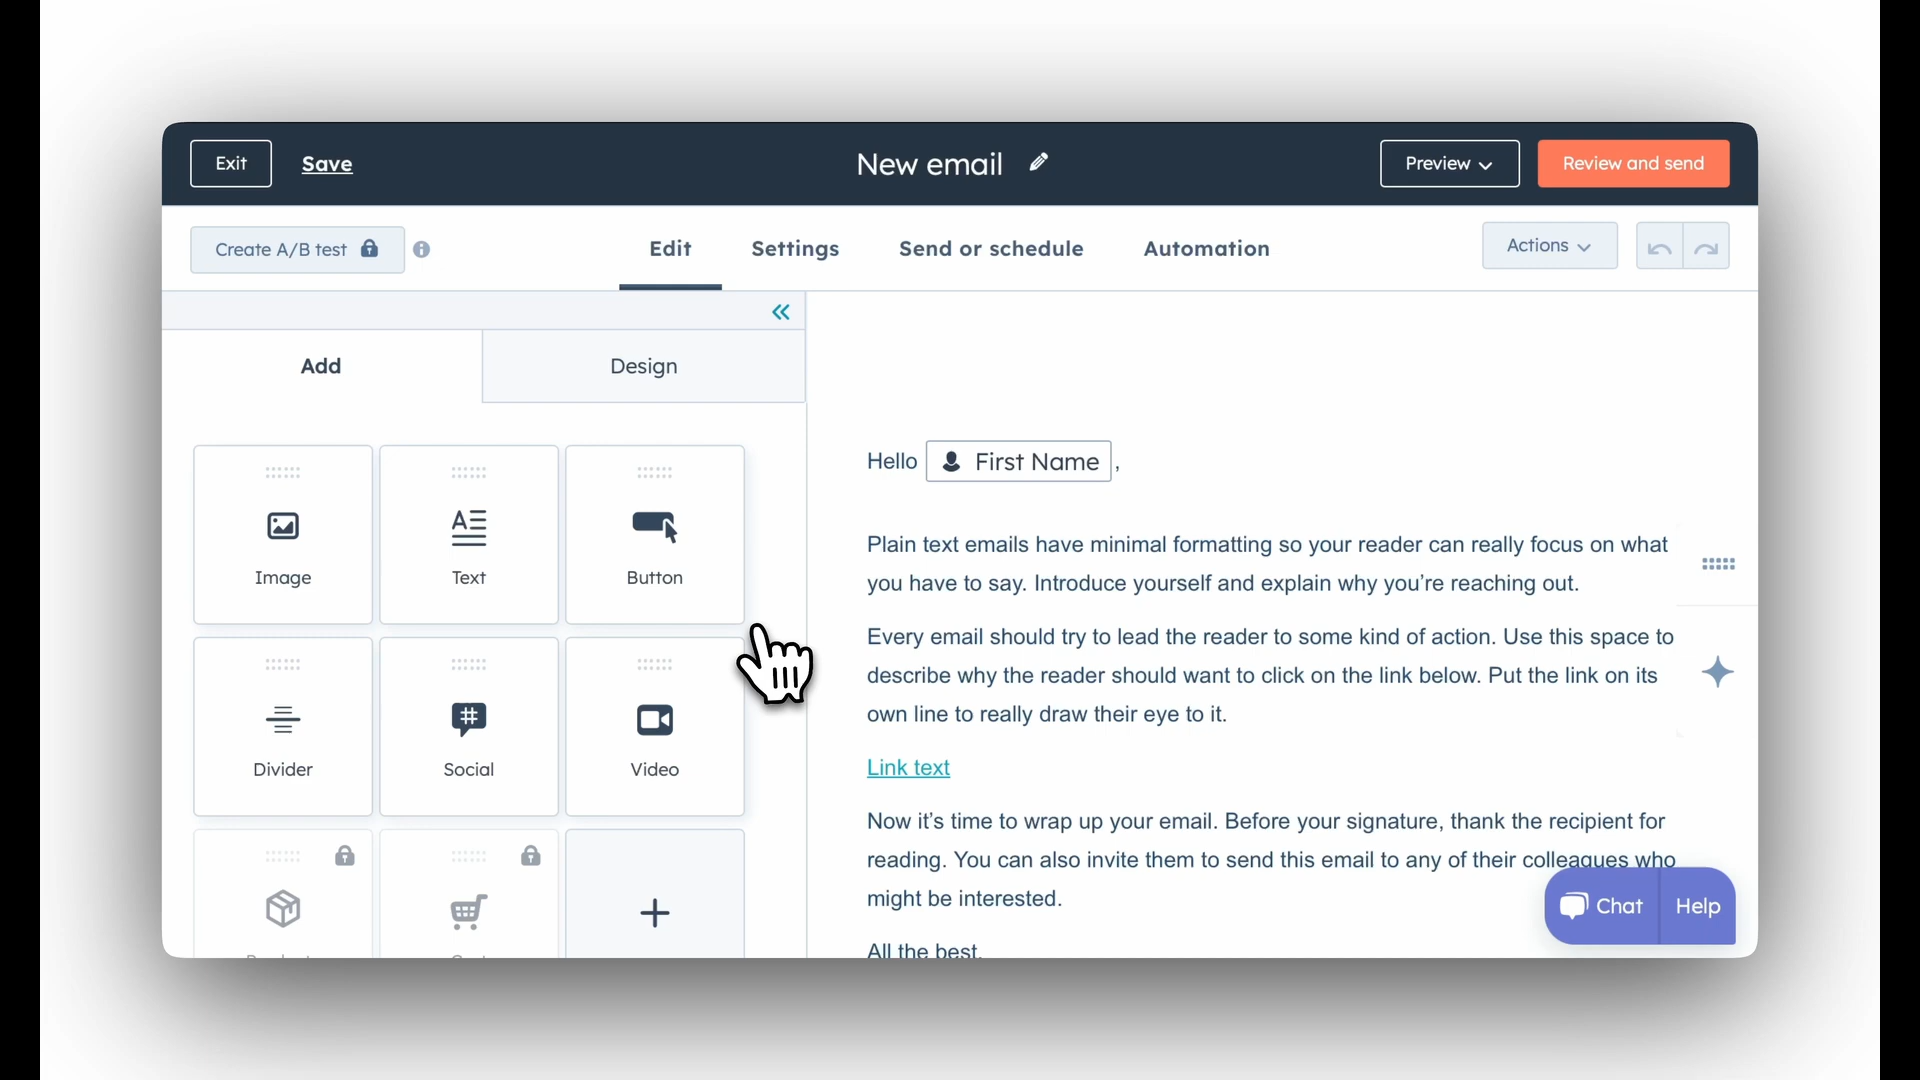 Exit
Save
New email
Preview
Review and send
Create A/B test
Edit
Settings
Send or schedule
Automation
Actions
Add
Design
Image
Text
Button
Divider
Social
Video
Hello First Name ,
Plain text emails have minimal formatting so your reader can really focus on what
you have to say. Introduce yourself and explain why you’re reaching out.
Every email should try to lead the reader to some kind of action. Use this space to
describe why the reader should want to click on the link below. Put the link on its
own line to really draw their eye to it.
Link text
Now it’s time to wrap up your email. Before your signature, thank the recipient for
reading. You can also invite them to send this email to any of their colleagues who
might be interested.
All the best,
Chat
Help